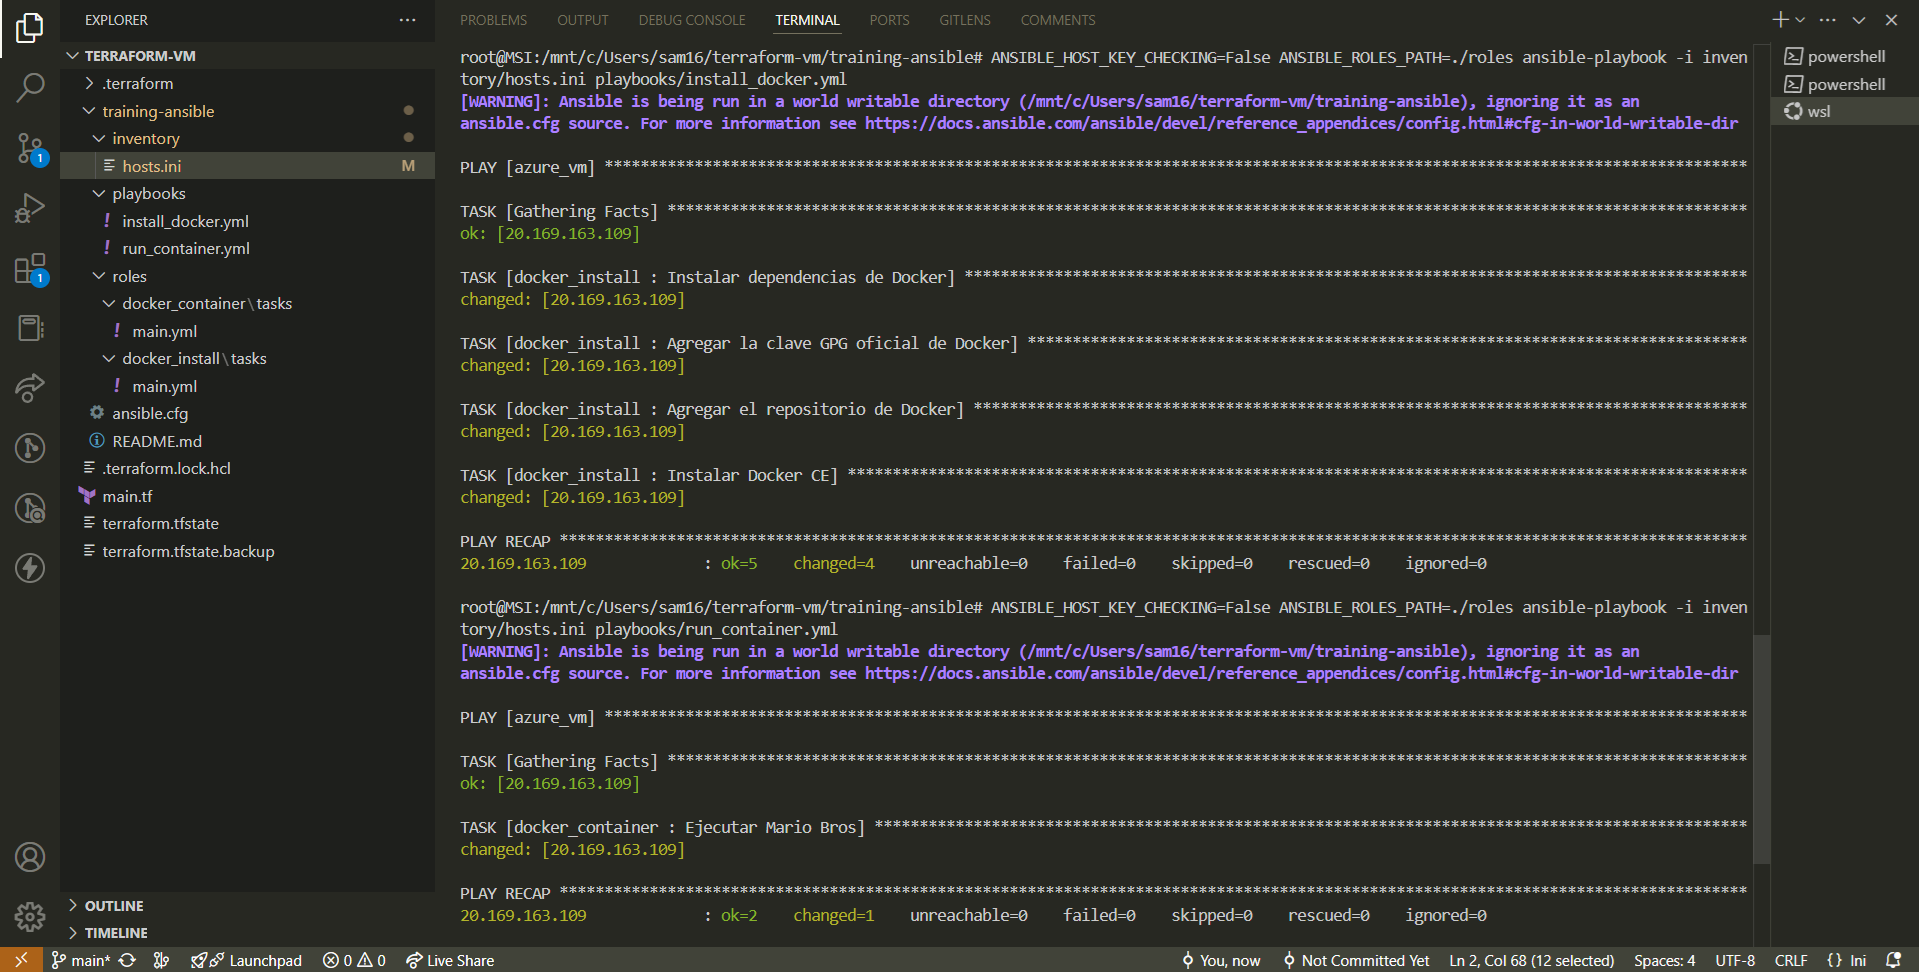 EXPLORER
TERRAFORM-VM
.terraform
training-ansible
inventory
hosts.ini M
playbooks
install_docker.yml
run_container.yml
roles
docker_container\tasks
main.yml
docker_install\tasks
main.yml
ansible.cfg
README.md
.terraform.lock.hcl
main.tf
terraform.tfstate
terraform.tfstate.backup
OUTLINE
TIMELINE
1
1
PROBLEMS OUTPUT DEBUG CONSOLE TERMINAL PORTS GITLENS COMMENTS
root@MSI:/mnt/c/Users/sam16/terraform-vm/training-ansible# ANSIBLE_HOST_KEY_CHECKING=False ANSIBLE_ROLES_PATH=./roles ansible-playbook -i inven
tory/hosts.ini playbooks/install_docker.yml
[WARNING]: Ansible is being run in a world writable directory (/mnt/c/Users/sam16/terraform-vm/training-ansible), ignoring it as an
ansible.cfg source. For more information see https://docs.ansible.com/ansible/devel/reference_appendices/config.html#cfg-in-world-writable-dir
PLAY [azure_vm] *******************************************************************************************************************************
TASK [Gathering Facts] ************************************************************************************************************************
ok: [20.169.163.109]
TASK [docker_install : Instalar dependencias de Docker] ***************************************************************************************
changed: [20.169.163.109]
TASK [docker_install : Agregar la clave GPG oficial de Docker] ********************************************************************************
changed: [20.169.163.109]
TASK [docker_install : Agregar el repositorio de Docker] **************************************************************************************
changed: [20.169.163.109]
TASK [docker_install : Instalar Docker CE] ****************************************************************************************************
changed: [20.169.163.109]
PLAY RECAP ************************************************************************************************************************************
20.169.163.109 : ok=5 changed=4 unreachable=0 failed=0 skipped=0 rescued=0 ignored=0
root@MSI:/mnt/c/Users/sam16/terraform-vm/training-ansible# ANSIBLE_HOST_KEY_CHECKING=False ANSIBLE_ROLES_PATH=./roles ansible-playbook -i inven
tory/hosts.ini playbooks/run_container.yml
[WARNING]: Ansible is being run in a world writable directory (/mnt/c/Users/sam16/terraform-vm/training-ansible), ignoring it as an
ansible.cfg source. For more information see https://docs.ansible.com/ansible/devel/reference_appendices/config.html#cfg-in-world-writable-dir
PLAY [azure_vm] *******************************************************************************************************************************
TASK [Gathering Facts] ************************************************************************************************************************
ok: [20.169.163.109]
TASK [docker_container : Ejecutar Mario Bros] *************************************************************************************************
changed: [20.169.163.109]
PLAY RECAP ************************************************************************************************************************************
20.169.163.109 : ok=2 changed=1 unreachable=0 failed=0 skipped=0 rescued=0 ignored=0
powershell
powershell
wsl
main* Launchpad 0 0 Live Share You, now Not Committed Yet Ln 2, Col 68 (12 selected) Spaces: 4 UTF-8 CRLF {} Ini